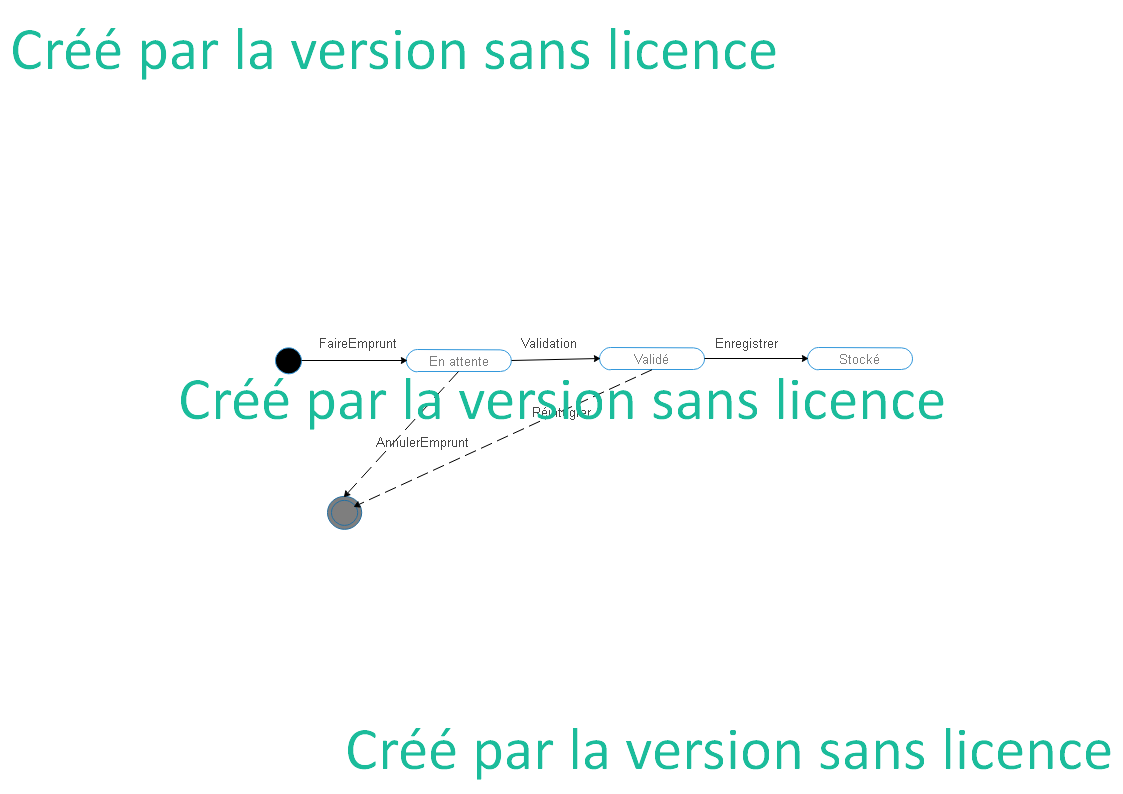 Créé par la version sans licence
FaireEmprunt
Validation
Enregistrer
En attente
Validé
Stocké
Créé par la version sans licence
AnnulerEmprunt
Créé par la version sans licence